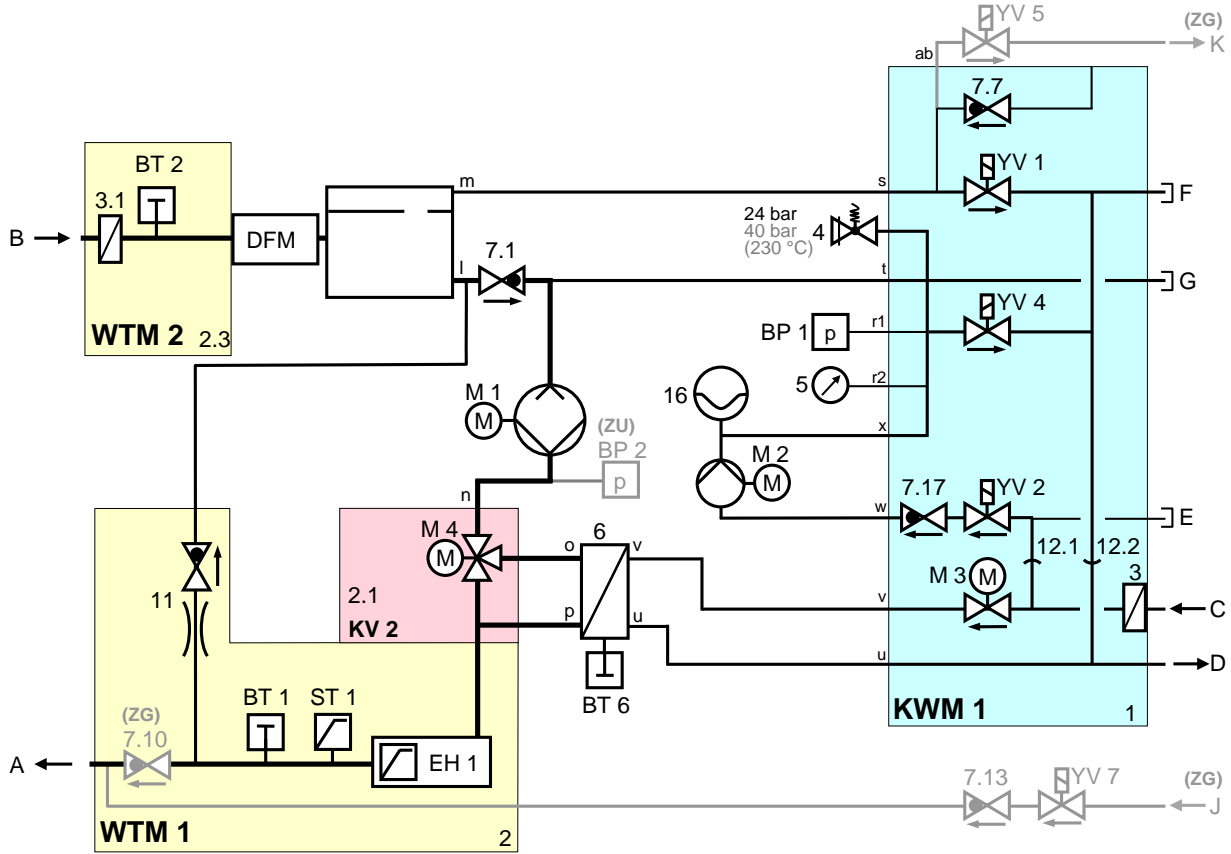 YV 5
(ZG)
K
ab
7.7
BT 2
3.1
m
s
YV 1
F
B
DFM
24 bar
40 bar
(230 °C)
4
7.1
l
t
G
WTM 2
2.3
YV 4
BP 1
p
r1
5
r2
M 1
M
16
x
(ZU)
BP 2
p
M 2
M
n
w
7.17
YV 2
E
M 4
M
o
6
v
12.1
12.2
M 3
M
3
2.1
KV 2
p
u
v
C
11
u
D
BT 6
KWM 1
1
BT 1
ST 1
(ZG)
7.10
A
EH 1
7.13
YV 7
(ZG)
J
WTM 1
2